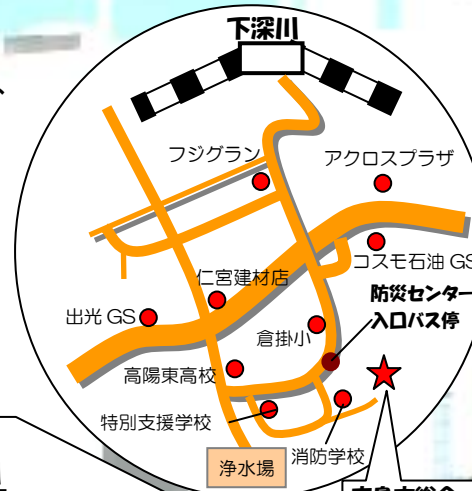 下深川
フジグラン
アクロスプラザ
仁宮建材店
コスモ石油 GS
出光 GS
防災センター
入口バス停
倉掛小
高陽東高校
特別支援学校
消防学校
浄水場